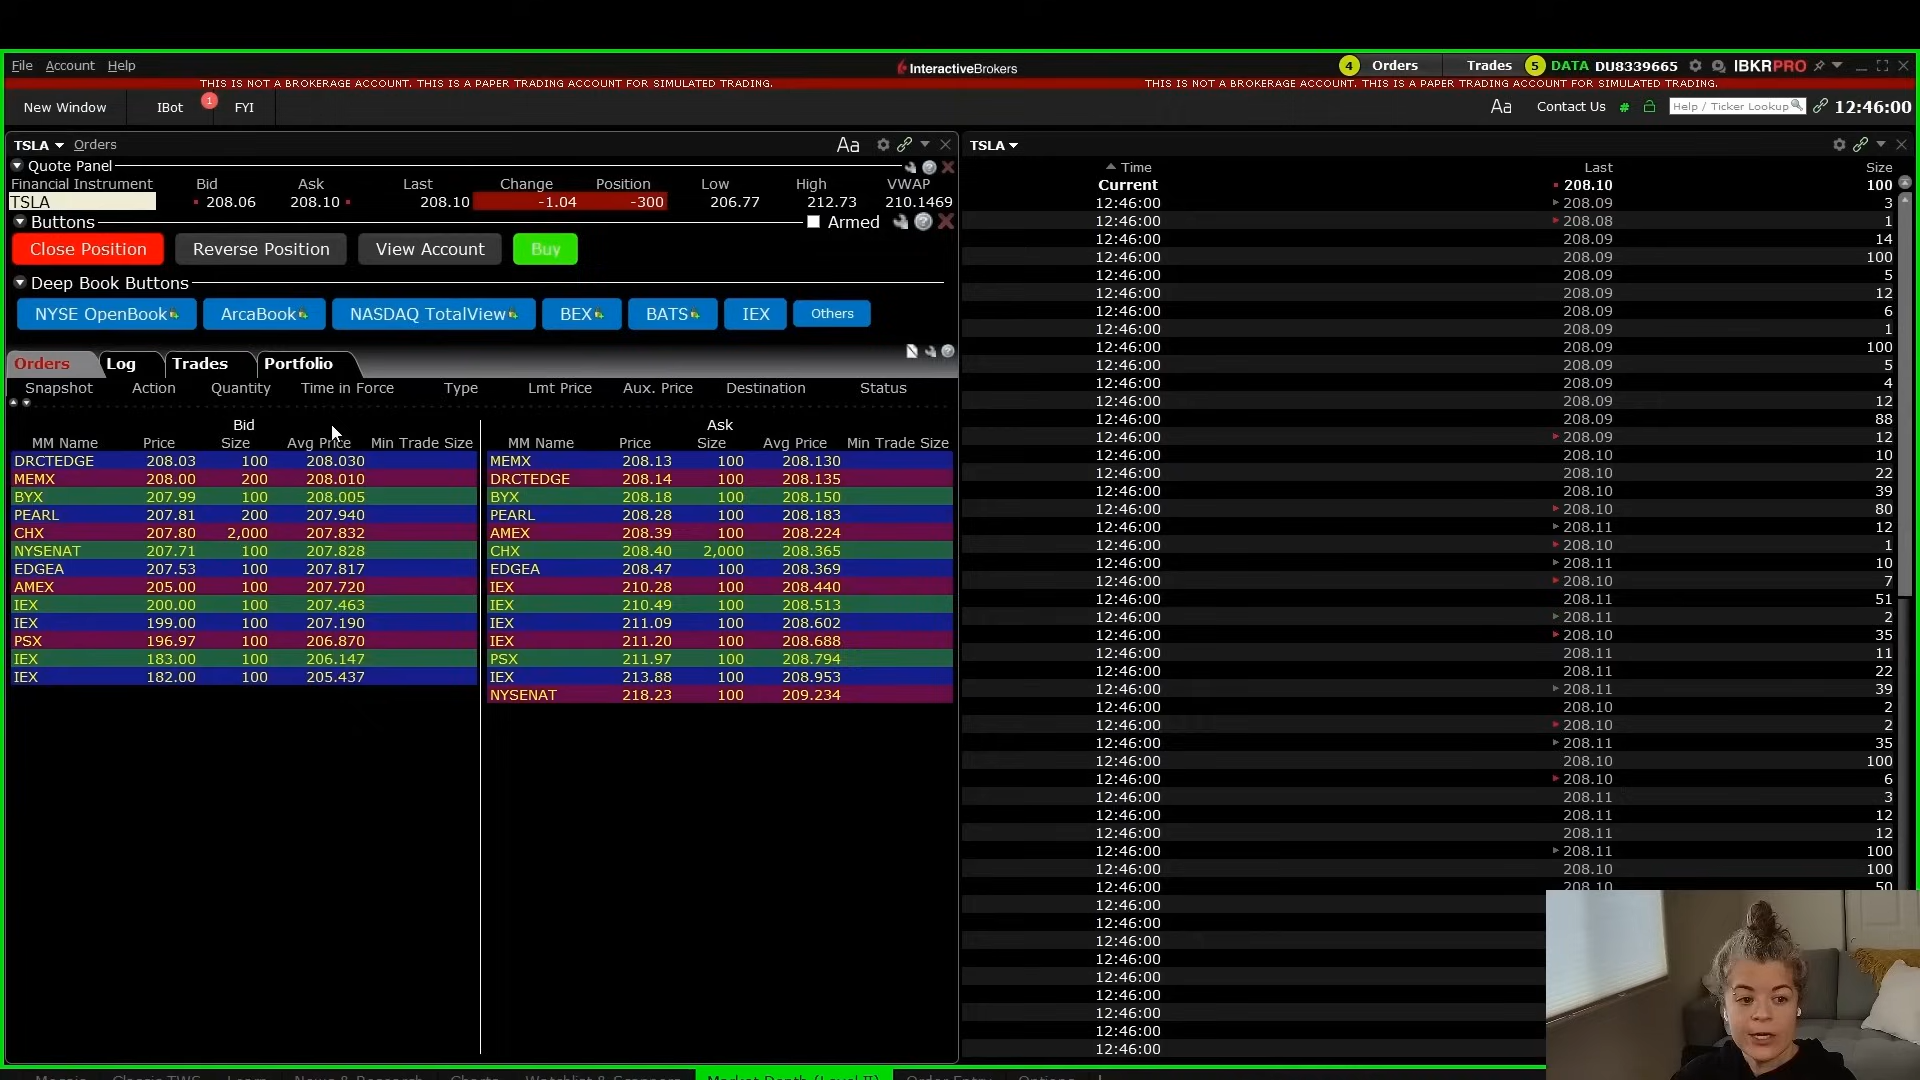 File Account Help
InteractiveBrokers
4 Orders Trades 5 DATA DU8339665 IBKRPRO
THIS IS NOT A BROKERAGE ACCOUNT. THIS IS A PAPER TRADING ACCOUNT FOR SIMULATED TRADING. THIS IS NOT A BROKERAGE ACCOUNT. THIS IS A PAPER TRADING ACCOUNT FOR SIMULATED TRADING.
New Window IBot 1 FYI Aa Contact Us # Help / Ticker Lookup 12:46:00
TSLA Orders Aa
Quote Panel
Financial Instrument Bid Ask Last Change Position Low High VWAP
TSLA 208.06 208.10 208.10 -1.04 -300 206.77 212.73 210.1469
Buttons Armed
Close Position Reverse Position View Account Buy
Deep Book Buttons
NYSE OpenBook ArcaBook NASDAQ TotalView BEX BATS IEX Others
Orders Log Trades Portfolio
Snapshot Action Quantity Time in Force Type Lmt Price Aux. Price Destination Status
Bid Ask
MM Name Price Size Avg Price Min Trade Size MM Name Price Size Avg Price Min Trade Size
DRCTEDGE 208.03 100 208.030 MEMX 208.13 100 208.130
MEMX 208.00 200 208.010 DRCTEDGE 208.14 100 208.135
BYX 207.99 100 208.005 BYX 208.18 100 208.150
PEARL 207.81 200 207.940 PEARL 208.28 100 208.183
CHX 207.80 2,000 207.832 AMEX 208.39 100 208.224
NYSENAT 207.71 100 207.828 CHX 208.40 2,000 208.365
EDGEA 207.53 100 207.817 EDGEA 208.47 100 208.369
AMEX 205.00 100 207.720 IEX 210.28 100 208.440
IEX 200.00 100 207.463 IEX 210.49 100 208.513
IEX 199.00 100 207.190 IEX 211.09 100 208.602
PSX 196.97 100 206.870 IEX 211.20 100 208.688
IEX 183.00 100 206.147 PSX 211.97 100 208.794
IEX 182.00 100 205.437 IEX 213.88 100 208.953
NYSENAT 218.23 100 209.234
TSLA
Time Last Size
Current 208.10 100
12:46:00 208.09 3
12:46:00 208.08 1
12:46:00 208.09 14
12:46:00 208.09 100
12:46:00 208.09 5
12:46:00 208.09 12
12:46:00 208.09 6
12:46:00 208.09 1
12:46:00 208.09 100
12:46:00 208.09 5
12:46:00 208.09 4
12:46:00 208.09 12
12:46:00 208.09 88
12:46:00 208.09 12
12:46:00 208.10 10
12:46:00 208.10 22
12:46:00 208.10 39
12:46:00 208.10 80
12:46:00 208.11 12
12:46:00 208.10 1
12:46:00 208.11 10
12:46:00 208.10 7
12:46:00 208.11 51
12:46:00 208.11 2
12:46:00 208.10 35
12:46:00 208.11 11
12:46:00 208.11 22
12:46:00 208.11 39
12:46:00 208.10 2
12:46:00 208.10 2
12:46:00 208.11 35
12:46:00 208.10 100
12:46:00 208.10 6
12:46:00 208.11 3
12:46:00 208.11 12
12:46:00 208.11 12
12:46:00 208.11 100
12:46:00 208.10 100
12:46:00 208.10 50
12:46:00
12:46:00
12:46:00
12:46:00
12:46:00
12:46:00
12:46:00
12:46:00
12:46:00
Mosaic Classic TWS Learn News & Research Charts Watchlist & Scanners Market Depth (Level II) Order Entry Options